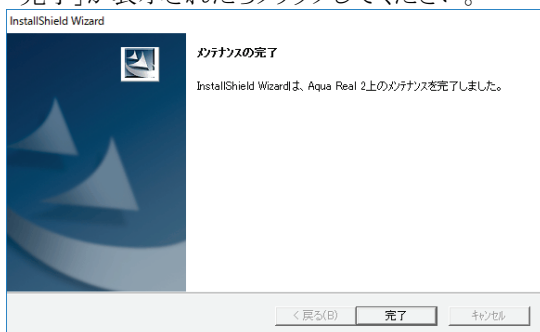 完了」が表示されたらクリックしてください。
InstallShield Wizard
メンテナンスの完了
InstallShield Wizardは、Aqua Real 2上のメンテナンスを完了しました。
< 戻る(B)
完了
キャンセル